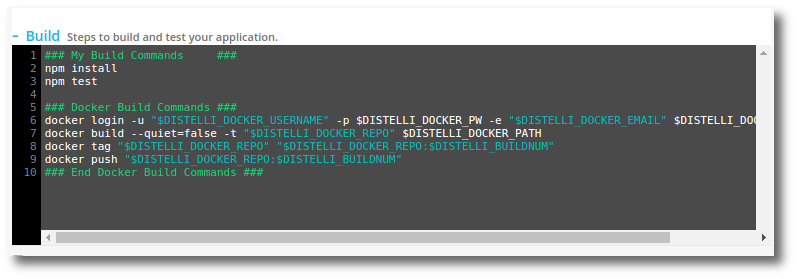 – Build Steps to build and test your application.
1 ### My Build Commands ###
2 npm install
3 npm test
4
5 ### Docker Build Commands ###
6 docker login -u "$DISTELLI_DOCKER_USERNAME" -p $DISTELLI_DOCKER_PW -e "$DISTELLI_DOCKER_EMAIL" $DISTELLI_DOC
7 docker build --quiet=false -t "$DISTELLI_DOCKER_REPO" $DISTELLI_DOCKER_PATH
8 docker tag "$DISTELLI_DOCKER_REPO" "$DISTELLI_DOCKER_REPO:$DISTELLI_BUILDNUM"
9 docker push "$DISTELLI_DOCKER_REPO:$DISTELLI_BUILDNUM"
10 ### End Docker Build Commands ###